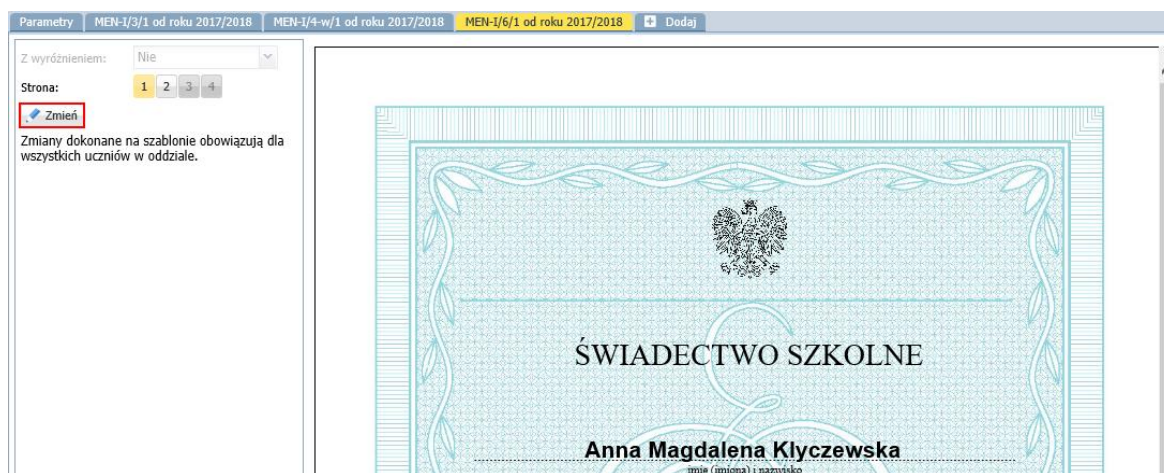 Parametry MEN-I/3/1 od roku 2017/2018 MEN-I/4-w/1 od roku 2017/2018 MEN-I/6/1 od roku 2017/2018 Dodaj
Z wyróżnieniem: Nie
Strona: 1 2 3 4
Zmień
Zmiany dokonane na szablonie obowiązują dla
wszystkich uczniów w oddziale.
ŚWIADECTWO SZKOLNE
Anna Magdalena Klyczewska
imię (imiona) i nazwisko